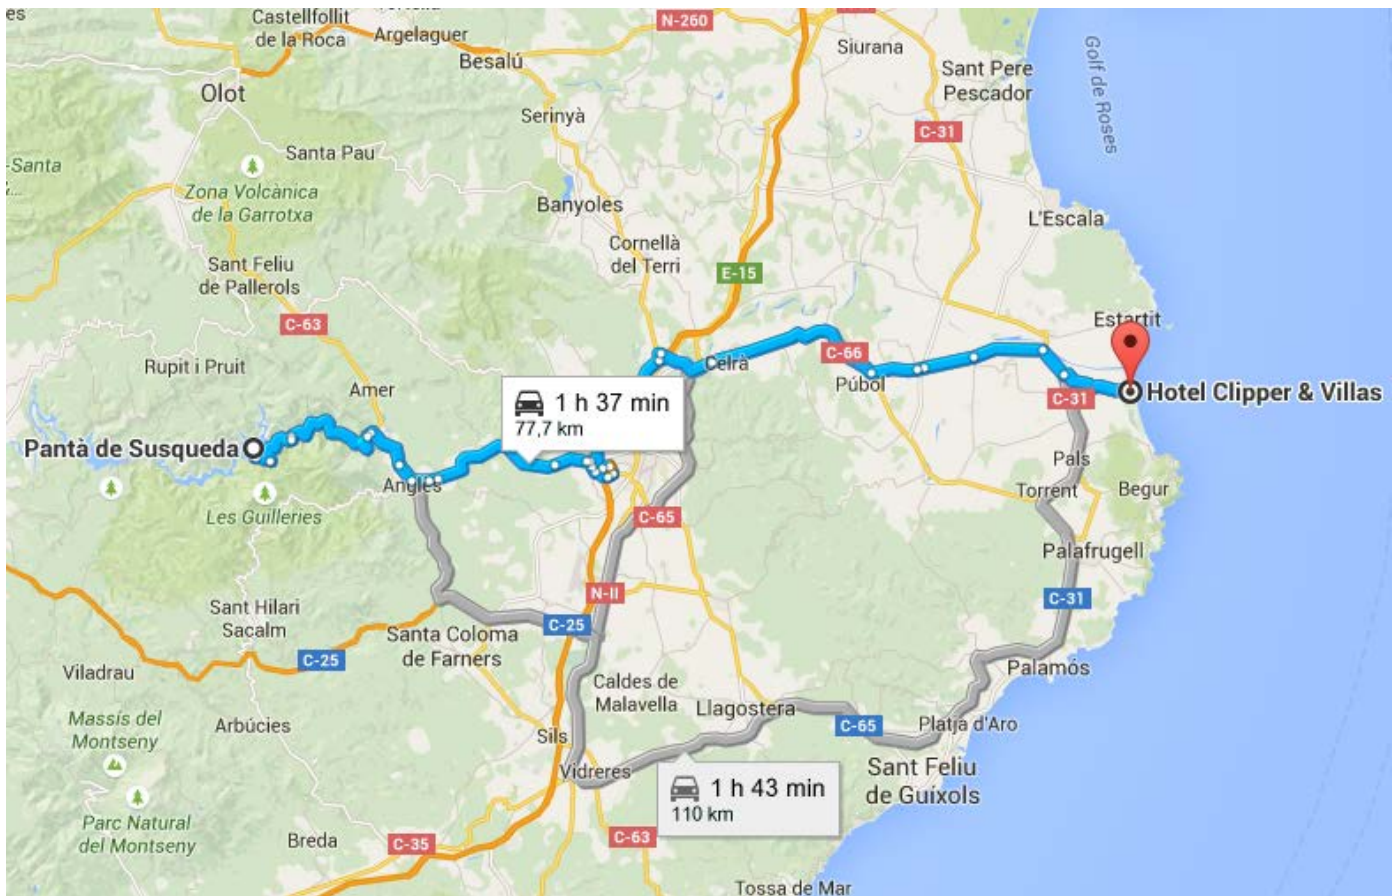 es
Castellfollit
de la Roca
Argelaguer
N-260
Siurana
Golf de Roses
Besalú
Sant Pere
Pescador
Olot
Serinyà
C-31
Santa Pau
-Santa
Zona Volcànica
de la Garrotxa
Banyoles
L'Escala
Cornellà
del Terri
Sant Feliu
de Pallerols
E-15
C-63
Estartit
Rupit i Pruit
Celrà
C-66
Amer
Púbol
1 h 37 min
77,7 km
C-31
Hotel Clipper & Villas
Pantà de Susqueda
Anglès
Pals
Torrent
Begur
Les Guilleries
C-65
Palafrugell
N-II
C-31
Sant Hilari
Sacalm
C-25
Santa Coloma
de Farners
C-25
Viladrau
Palamós
Caldes de
Malavella
Llagostera
Massís del
Montseny
Arbúcies
C-65
Platja d'Aro
Sils
Vidreres
Sant Feliu
de Guíxols
1 h 43 min
110 km
Parc Natural
del Montseny
Breda
C-35
C-63
Tossa de Mar